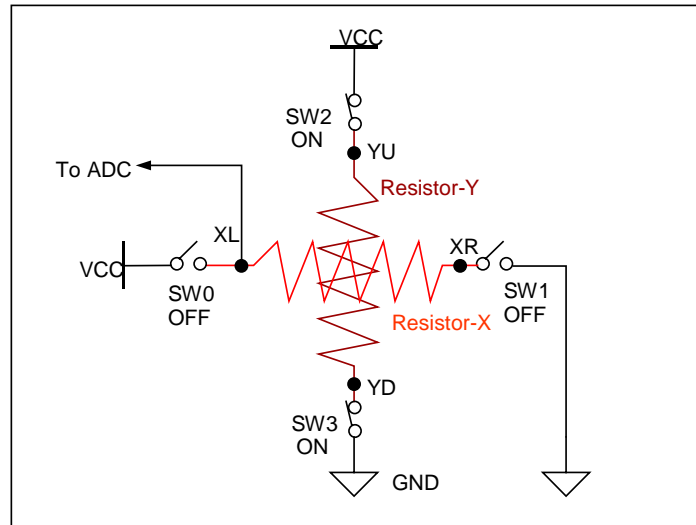 VCC
SW2
ON
YU
To ADC
Resistor-Y
XL
XR
VCC
SW0
OFF
SW1
OFF
Resistor-X
YD
SW3
ON
GND